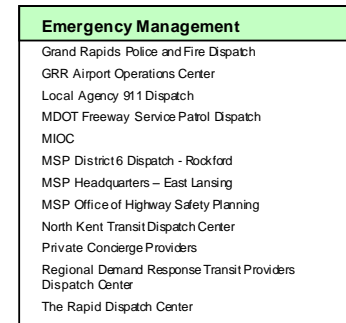 Emergency Management
Grand Rapids Police and Fire Dispatch
GRR Airport Operations Center
Local Agency 911 Dispatch
MDOT Freeway Service Patrol Dispatch
MIOC
MSP District 6 Dispatch - Rockford
MSP Headquarters – East Lansing
MSP Office of Highway Safety Planning
North Kent Transit Dispatch Center
Private Concierge Providers
Regional Demand Response Transit Providers
Dispatch Center
The Rapid Dispatch Center